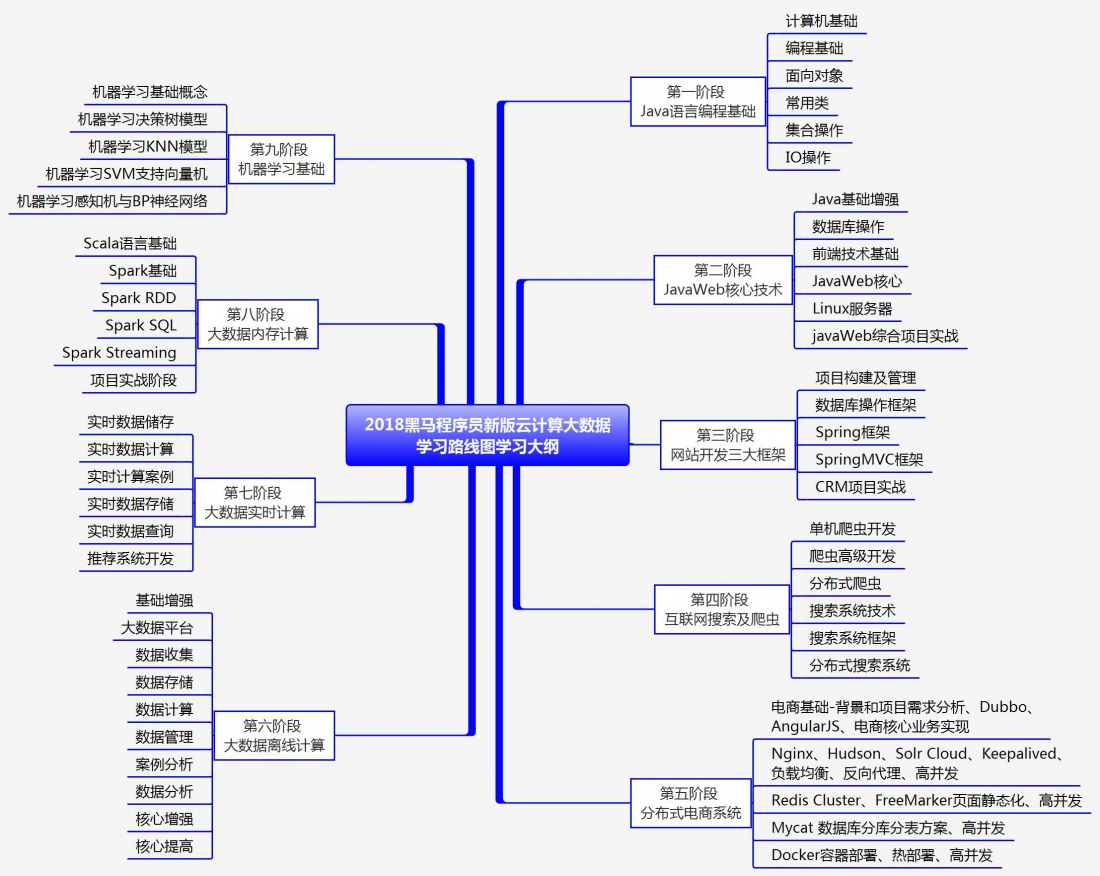 2018黑马程序员新版云计算大数据
学习路线图学习大纲
第一阶段
Java语言编程基础
计算机基础
编程基础
面向对象
常用类
集合操作
IO操作
第二阶段
JavaWeb核心技术
Java基础增强
数据库操作
前端技术基础
JavaWeb核心
Linux服务器
javaWeb综合项目实战
第三阶段
网站开发三大框架
项目构建及管理
数据库操作框架
Spring框架
SpringMVC框架
CRM项目实战
第四阶段
互联网搜索及爬虫
单机爬虫开发
爬虫高级开发
分布式爬虫
搜索系统技术
搜索系统框架
分布式搜索系统
第五阶段
分布式电商系统
电商基础-背景和项目需求分析、Dubbo、
AngularJS、电商核心业务实现
Nginx、Hudson、Solr Cloud、Keepalived、
负载均衡、反向代理、高并发
Redis Cluster、FreeMarker页面静态化、高并发
Mycat 数据库分库分表方案、高并发
Docker容器部署、热部署、高并发
第六阶段
大数据离线计算
基础增强
大数据平台
数据收集
数据存储
数据计算
数据管理
案例分析
数据分析
核心增强
核心提高
第七阶段
大数据实时计算
实时数据储存
实时数据计算
实时计算案例
实时数据存储
实时数据查询
推荐系统开发
第八阶段
大数据内存计算
Scala语言基础
Spark基础
Spark RDD
Spark SQL
Spark Streaming
项目实战阶段
第九阶段
机器学习基础
机器学习基础概念
机器学习决策树模型
机器学习KNN模型
机器学习SVM支持向量机
机器学习感知机与BP神经网络